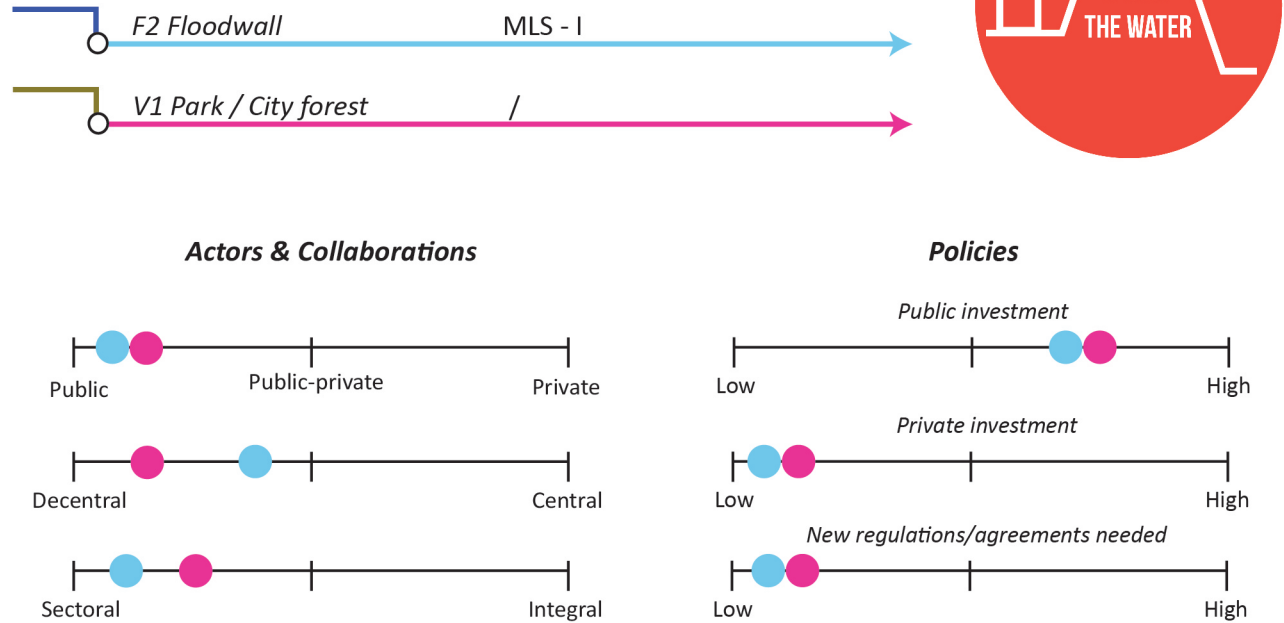 F2 Floodwall MLS - I
THE WATER
V1 Park / City forest /
Actors & Collaborations
Public
Public-private
Private
Decentral
Central
Sectoral
Integral
Policies
Public investment
Low
High
Private investment
Low
High
New regulations/agreements needed
Low
High